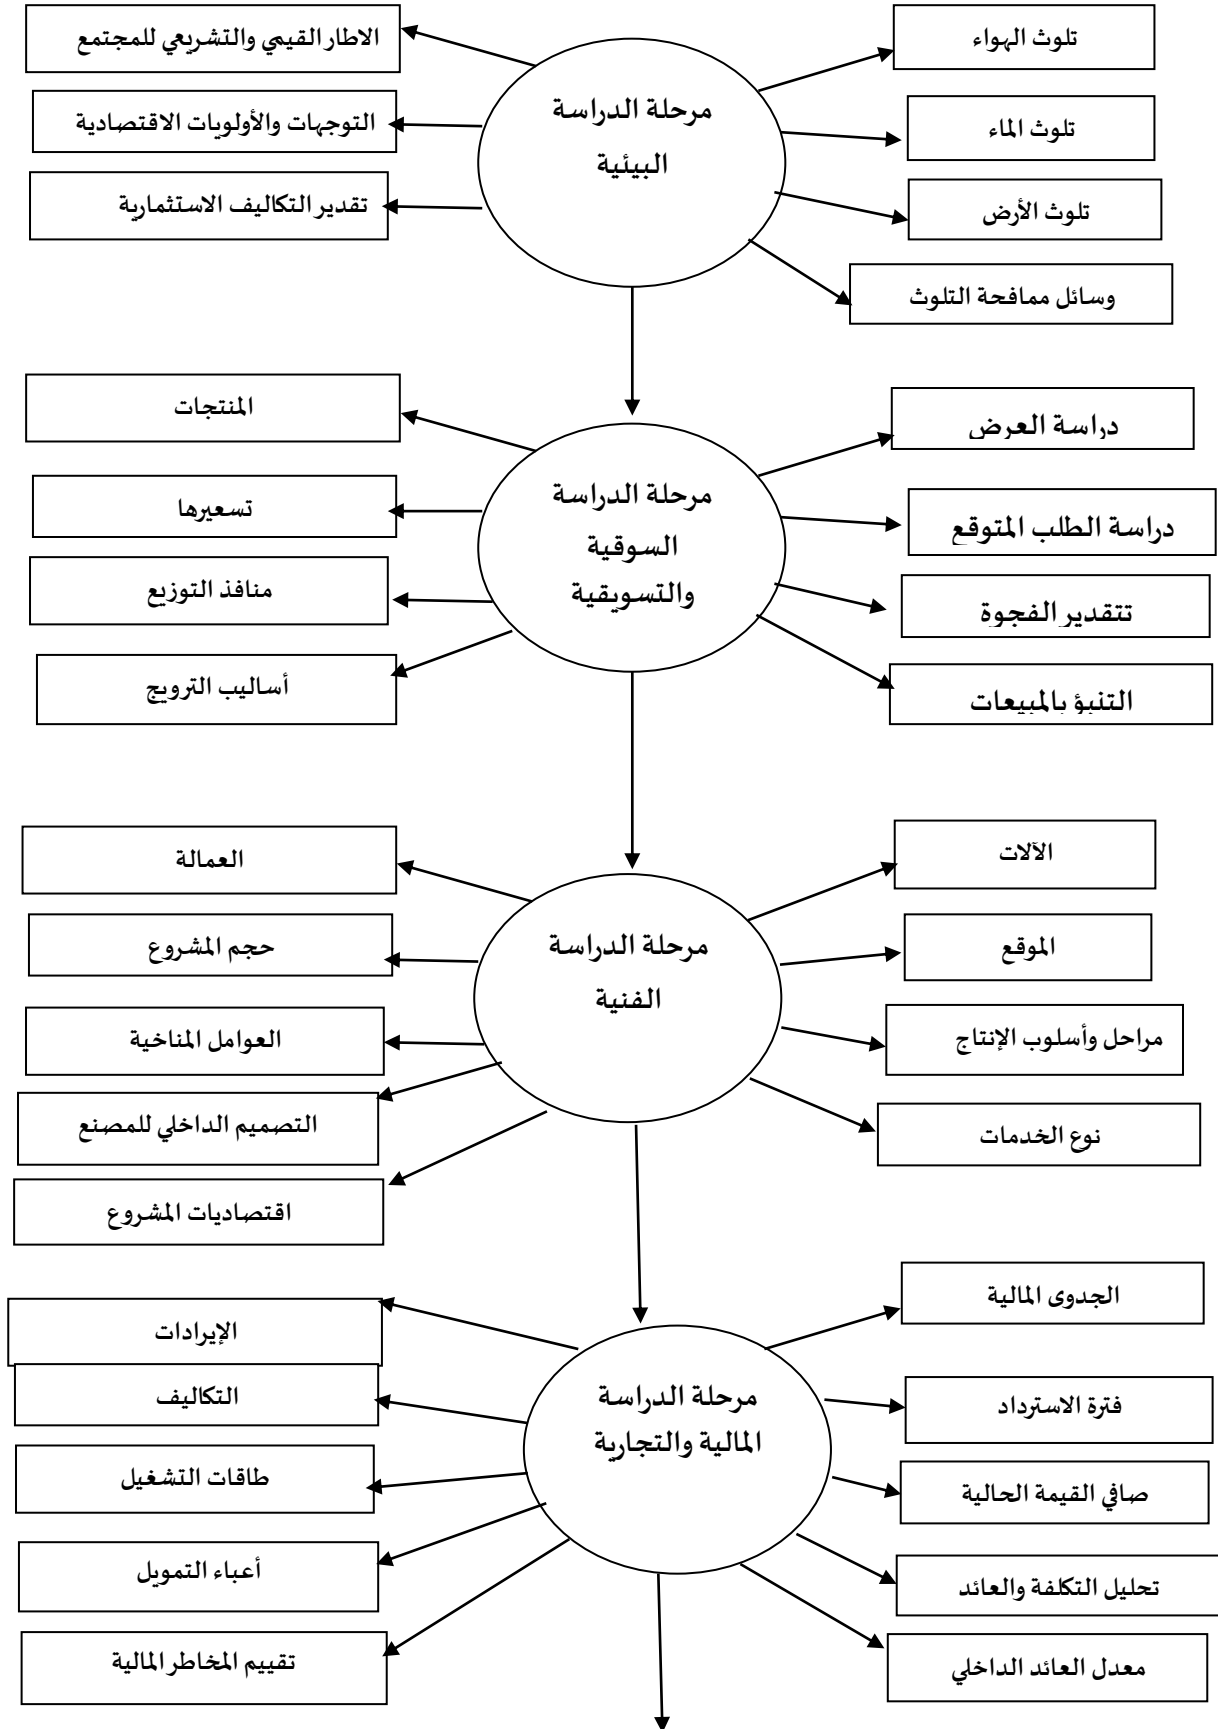 تلوث الهواء
الاطار القيمي والتشريعي للمجتمع
مرحلة الدراسة
البيئية
تلوث الماء
التوجهات والأولويات الاقتصادية
تلوث الأرض
تقدير التكاليف الاستثمارية
وسائل ممافحة التلوث
دراسة العرض
المنتجات
مرحلة الدراسة
السوقية
والتسويقية
دراسة الطلب المتوقع
تسعيرها
تتقدير الفجوة
منافذ التوزيع
التنبؤ بالمبيعات
أساليب الترويج
الآلات
العمالة
مرحلة الدراسة
الفنية
الموقع
حجم المشروع
مراحل وأسلوب الإنتاج
العوامل المناخية
نوع الخدمات
التصميم الداخلي للمصنع
اقتصاديات المشروع
الجدوى المالية
الإيرادات
مرحلة الدراسة
المالية والتجارية
فترة الاسترداد
التكاليف
صافي القيمة الحالية
طاقات التشغيل
تحليل التكلفة والعائد
أعباء التمويل
معدل العائد الداخلي
تقييم المخاطر المالية